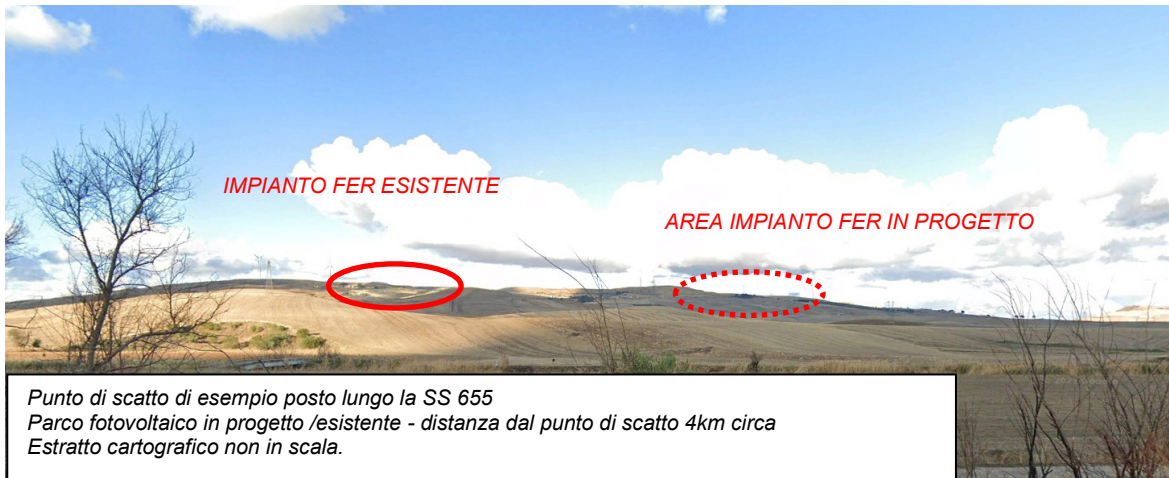 IMPIANTO FER ESISTENTE
AREA IMPIANTO FER IN PROGETTO
Punto di scatto di esempio posto lungo la SS 655
Parco fotovoltaico in progetto /esistente - distanza dal punto di scatto 4km circa
Estratto cartografico non in scala.